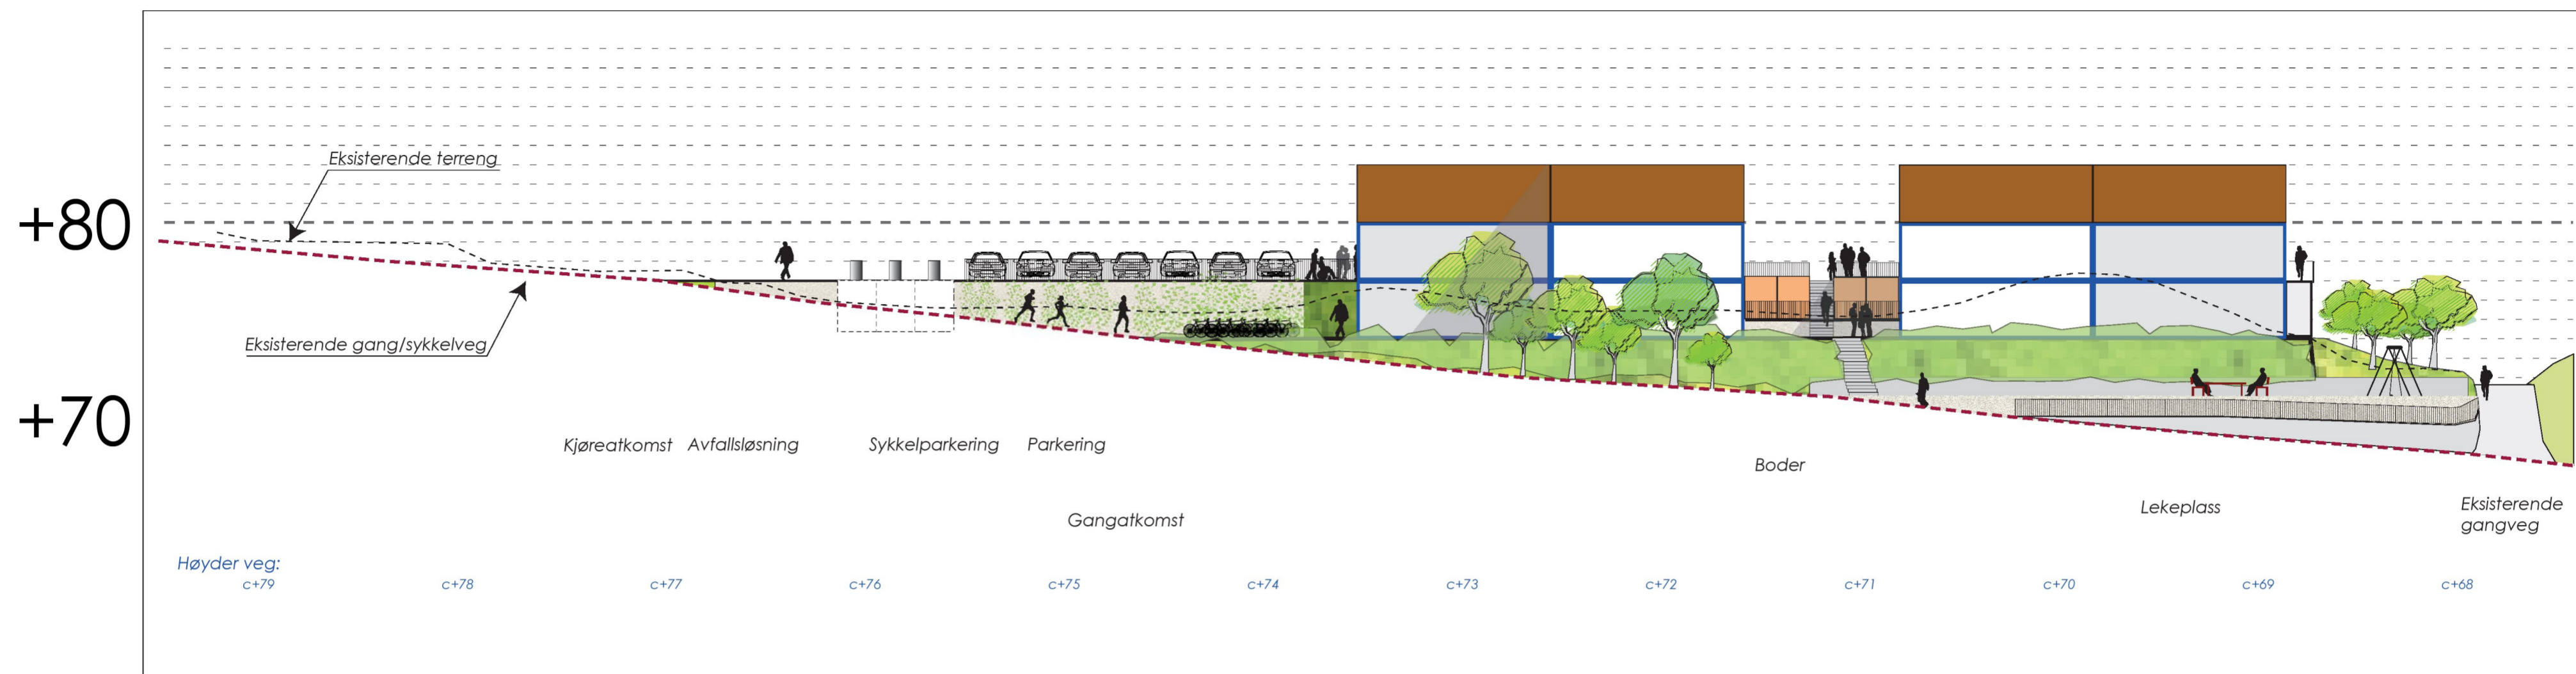 Eksisterende terreng
+80
Eksisterende gang/sykkelveg
+70
Kjøreatkomst Avfallsløsning Sykkelparkering Parkering
Boder
Gangatkomst
Lekeplass
Eksisterende
gangveg
Høyder veg:
c+79 c+78 c+77 c+76 c+75 c+74 c+73 c+72 c+71 c+70 c+69 c+68